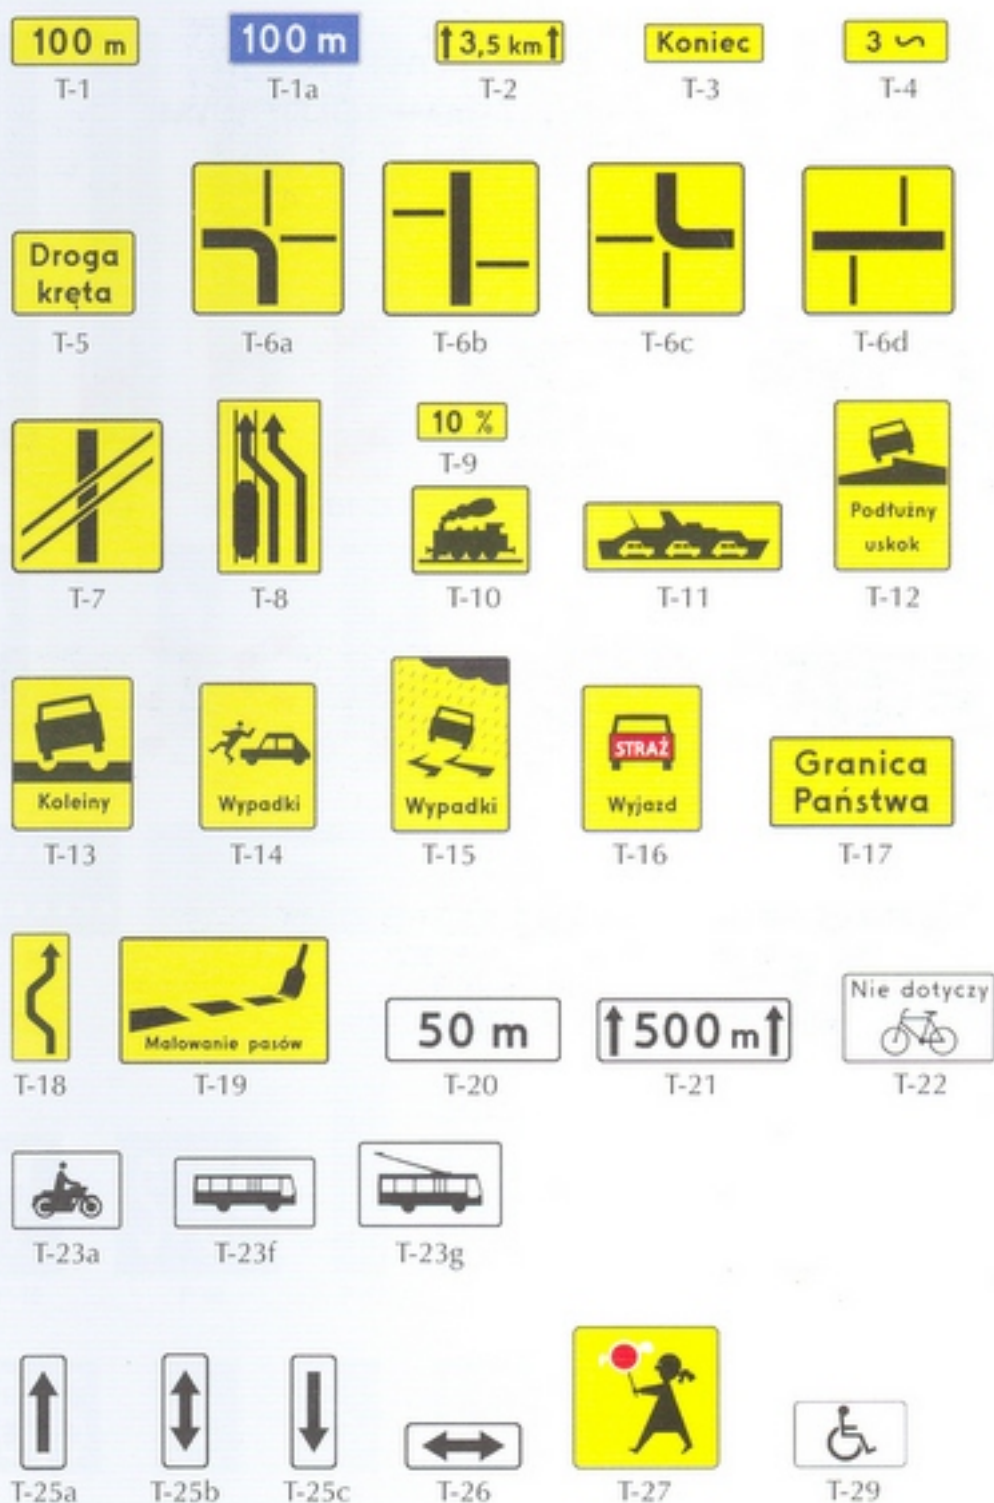 100 m
100 m
3,5 km
Koniec
3
T-1
T-1a
T-2
T-3
T-4
Droga
kręta
T-5
T-6a
T-6b
T-6c
T-6d
10 %
T-9
Podłużny
uskok
T-7
T-8
T-10
T-11
T-12
Koleiny
Wypadki
Wypadki
STRAŻ
Wyjazd
Granica
Państwa
T-13
T-14
T-15
T-16
T-17
Malowanie pasów
50 m
500 m
Nie dotyczy
T-18
T-19
T-20
T-21
T-22
T-23a
T-23f
T-23g
T-25a
T-25b
T-25c
T-26
T-27
T-29